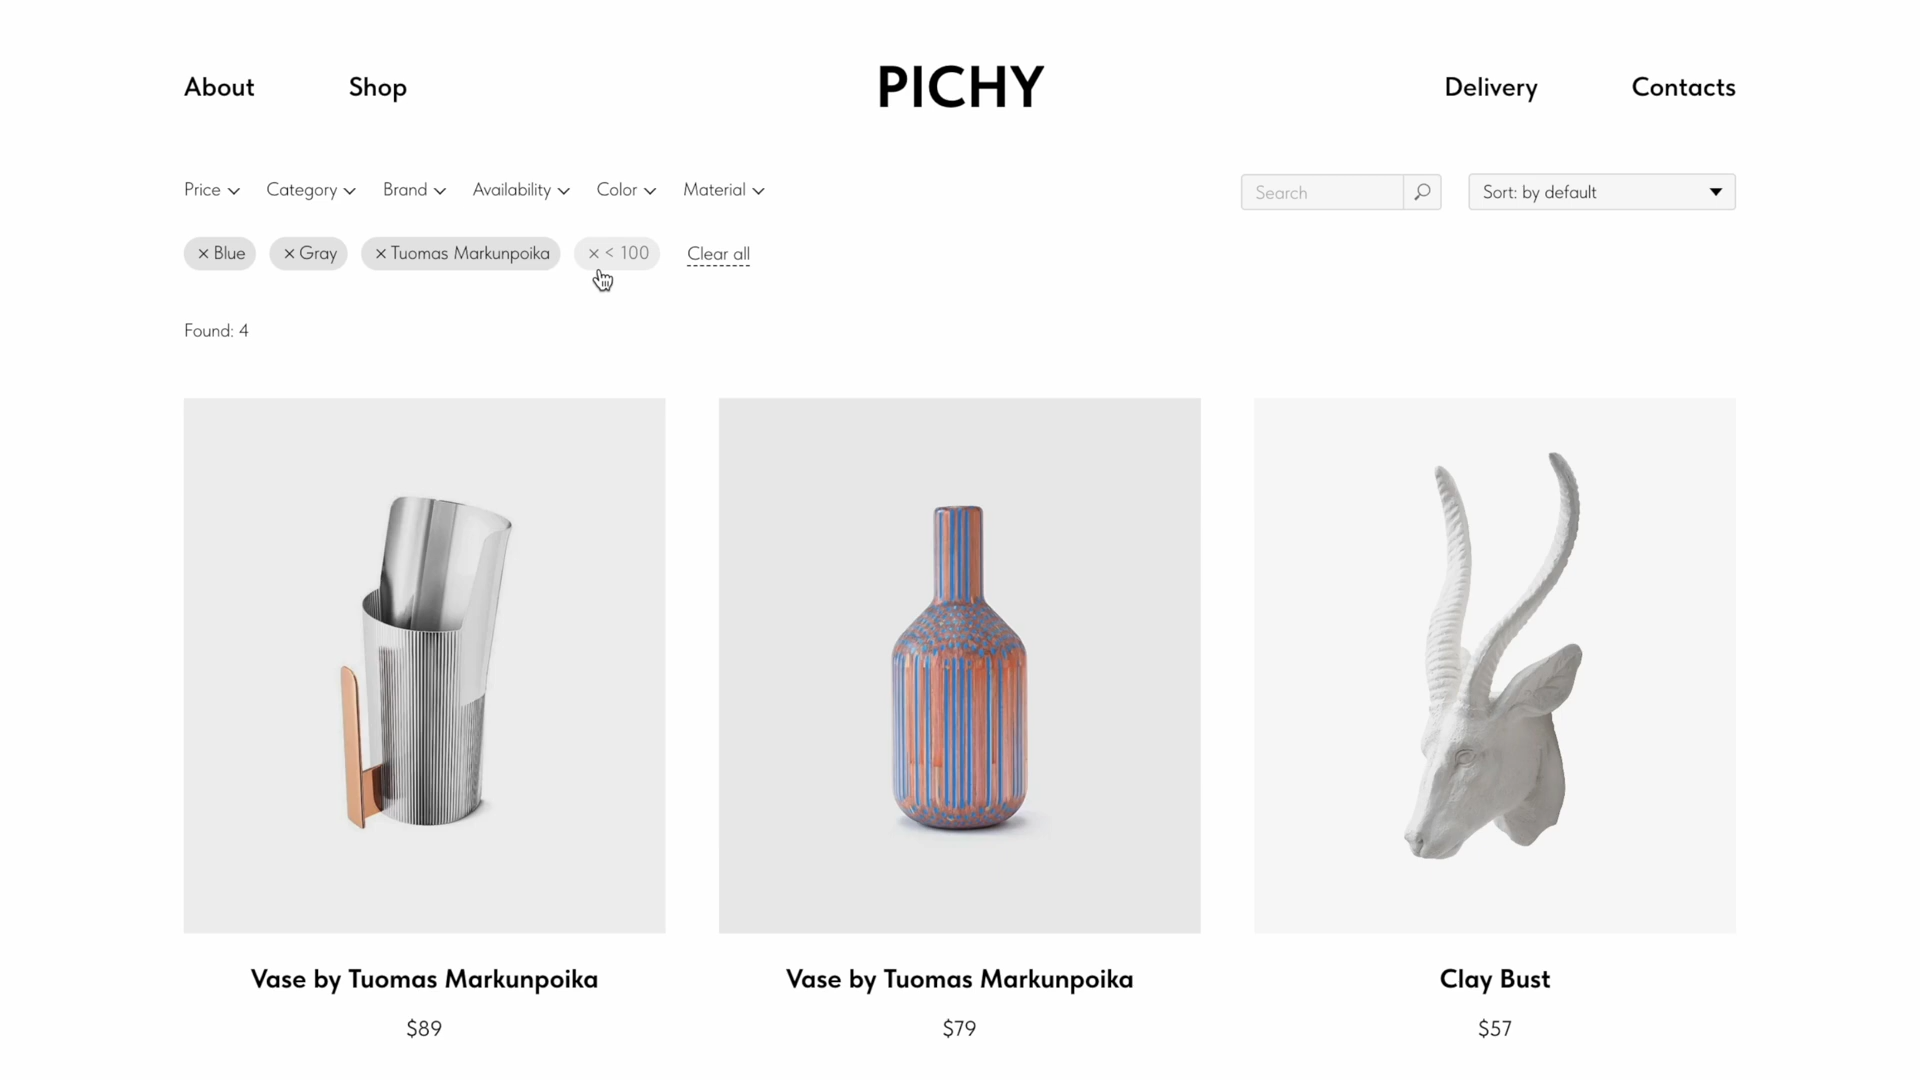 About Shop PICHY Delivery Contacts
Price Category Brand Availability Color Material Search Sort: by default
× Blue × Gray × Tuomas Markunpoika × < 100 Clear all
Found: 4
Vase by Tuomas Markunpoika Vase by Tuomas Markunpoika Clay Bust
$89 $79 $57